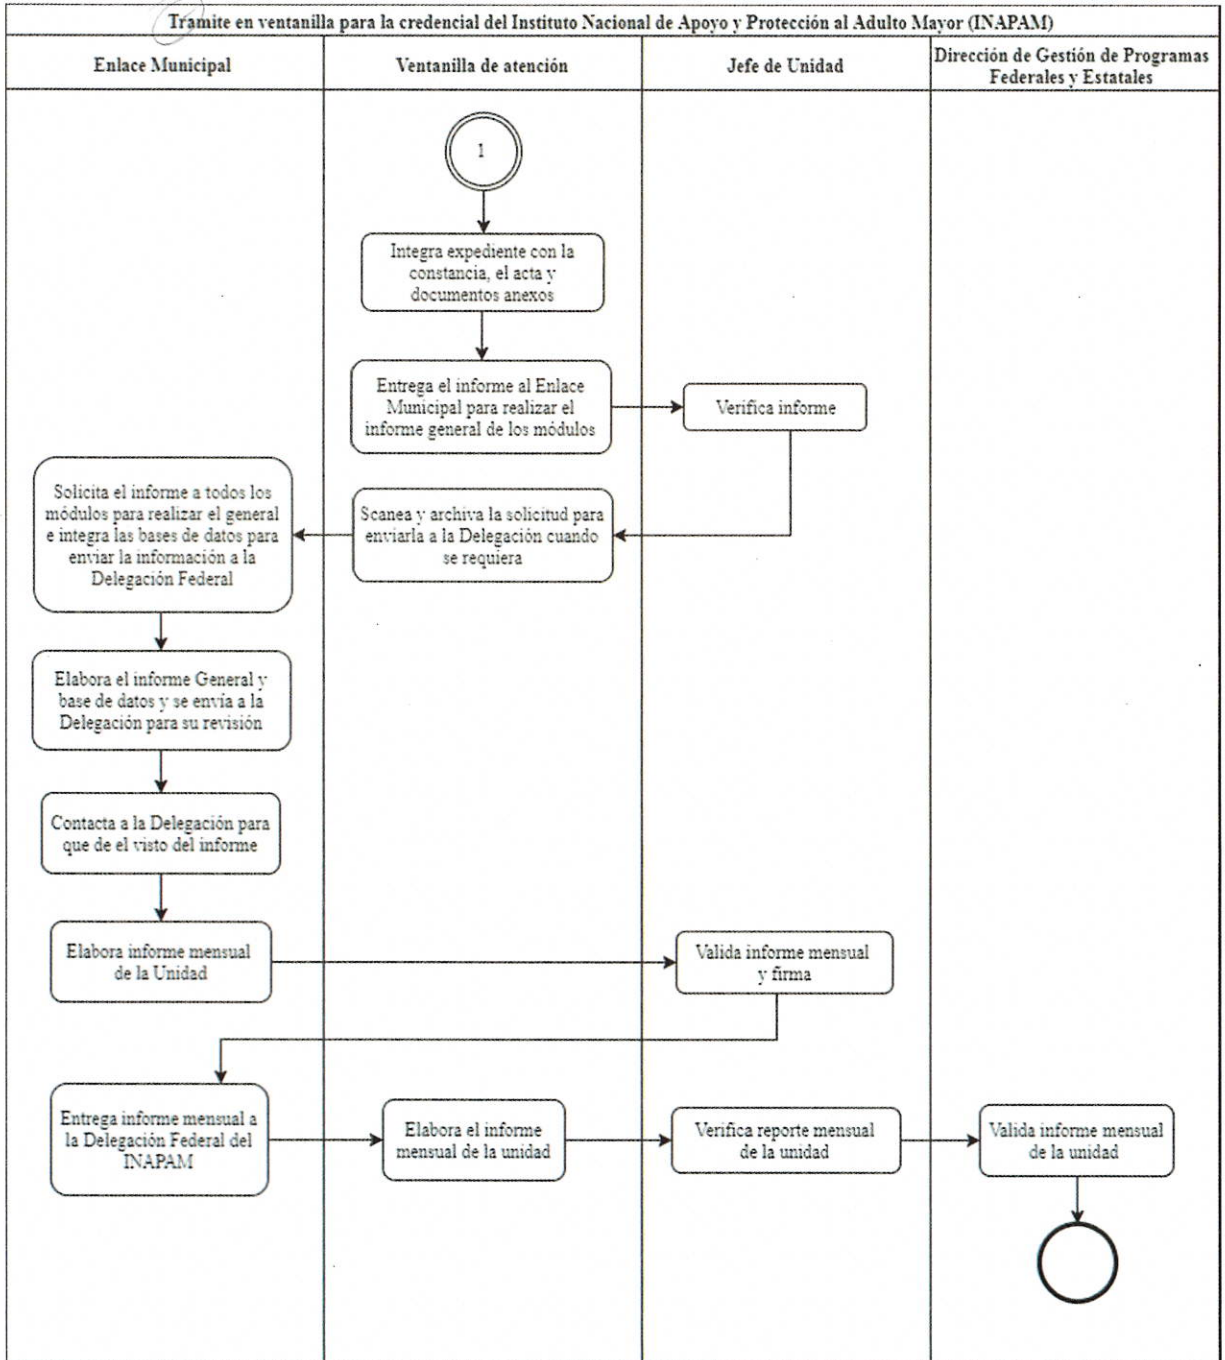 Tramite en ventanilla para la credencial del Instituto Nacional de Apoyo y Protección al Adulto Mayor (INAPAM)
Enlace Municipal
Ventanilla de atención
Jefe de Unidad
Dirección de Gestión de Programas
Federales y Estatales
1
Integra expediente con la
constancia, el acta y
documentos anexos
Entrega el informe al Enlace
Municipal para realizar el
informe general de los módulos
Verifica informe
Scanea y archiva la solicitud para
enviarla a la Delegación cuando
se requiera
Solicita el informe a todos los
módulos para realizar el general
e integra las bases de datos para
enviar la información a la
Delegación Federal
Elabora el informe General y
base de datos y se envía a la
Delegación para su revisión
Contacta a la Delegación para
que de el visto del informe
Elabora informe mensual
de la Unidad
Valida informe mensual
y firma
Entrega informe mensual a
la Delegación Federal del
INAPAM
Elabora el informe
mensual de la unidad
Verifica reporte mensual
de la unidad
Valida informe mensual
de la unidad